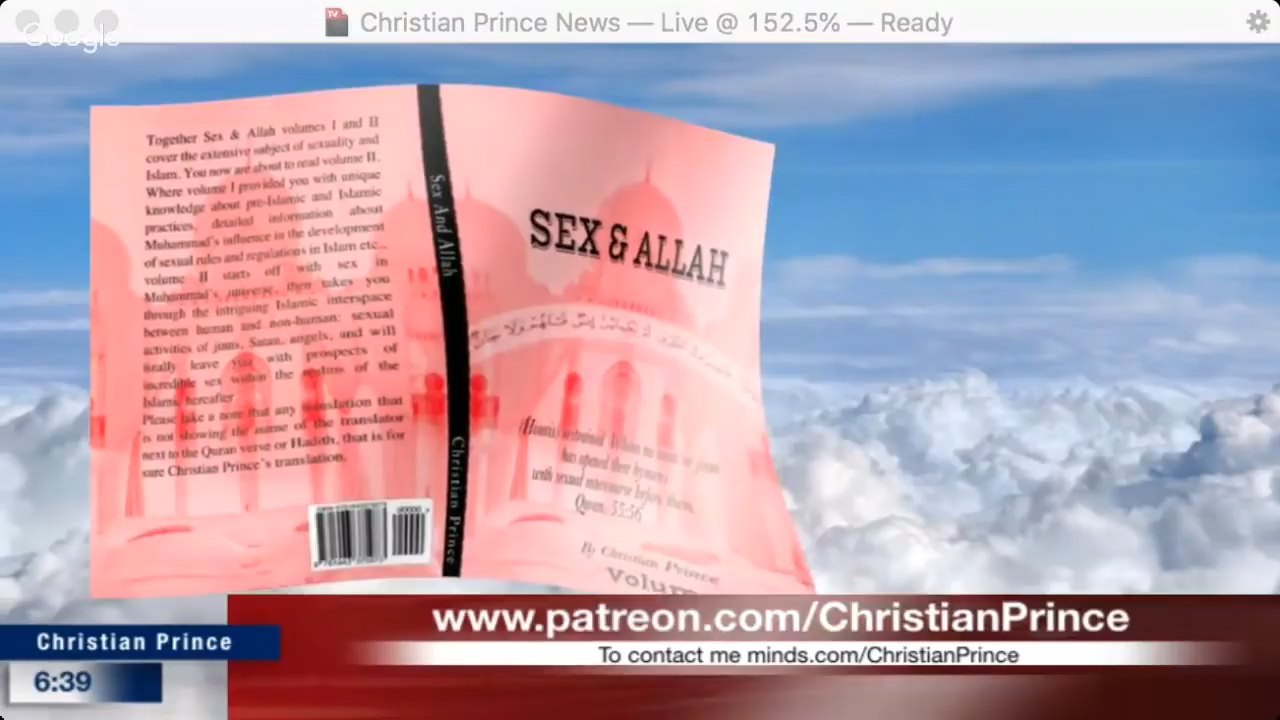 Christian Prince News — Live @ 152.5% — Ready
Google
Together Sex & Allah volumes I and II
cover the extensive subject of sexuality and
Islam. You now are about to read volume II.
Where volume I provided you with unique
knowledge about pre-Islamic and Islamic
practices, detailed information about
Muhammad's influence in the development
of sexual rules and regulations in Islam etc..,
volume II starts off with sex in
Muhammad's universe, then takes you
through the intriguing Islamic interspace
between human and non-human: sexual
activities of jinns, Satan, angels, and will
finally leave you with prospects of
incredible sex within the realms of the
Islamic hereafter
Please take a note that any translation that
is not showing the name of the translator
next to the Quran verse or Hadith, that is for
sure Christian Prince's translation.
Sex And Allah
Christian Prince
SEX & ALLAH
(Houris) restrained
has opened their hymens
with sexual intercourse before them.
Quran 55:56
By Christian Prince
Volum
www.patreon.com/ChristianPrince
To contact me minds.com/ChristianPrince
Christian Prince
6:39